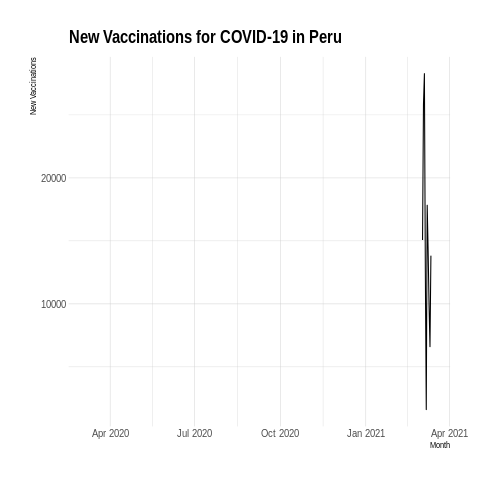 New Vaccinations for COVID-19 in Peru
New Vaccinations
20000
10000
Apr 2020
Jul 2020
Oct 2020
Jan 2021
Apr 2021
Month